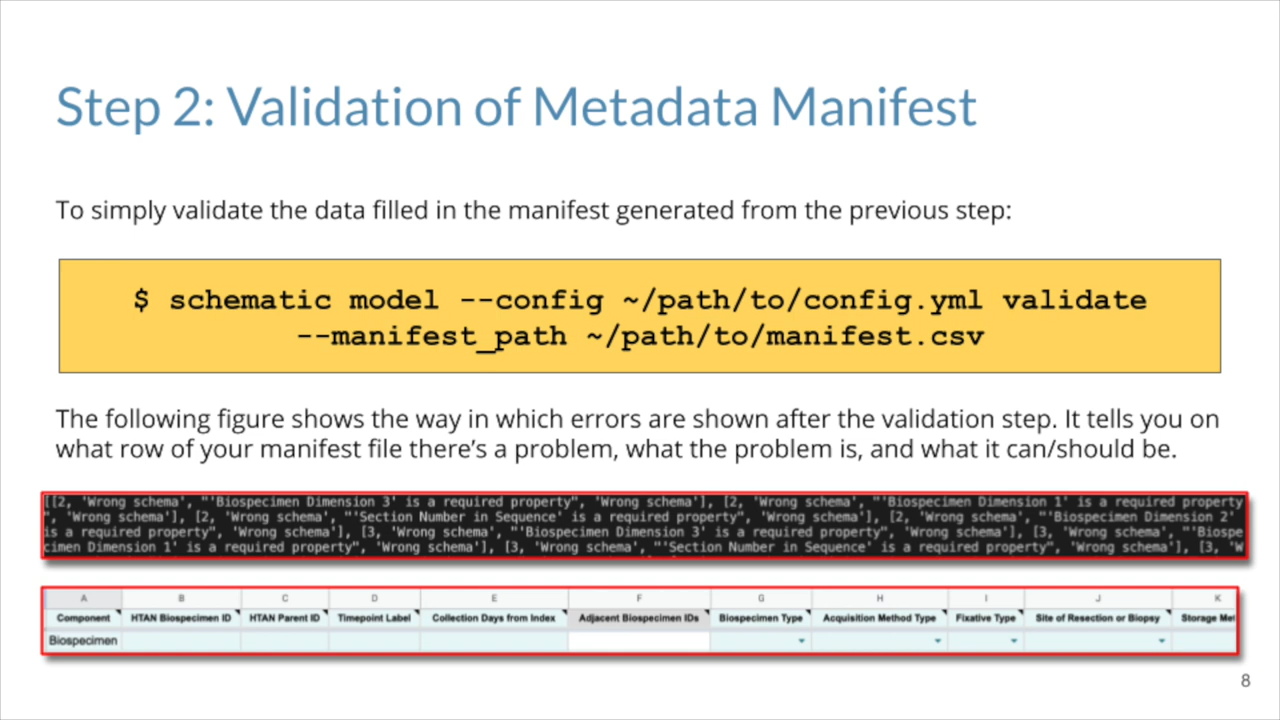 Step 2: Validation of Metadata Manifest
To simply validate the data filled in the manifest generated from the previous step:
$ schematic model --config ~/path/to/config.yml validate
--manifest_path ~/path/to/manifest.csv
The following figure shows the way in which errors are shown after the validation step. It tells you on
what row of your manifest file there's a problem, what the problem is, and what it can/should be.
[[2, 'Wrong schema', "'Biospecimen Dimension 3' is a required property", 'Wrong schema'], [2, 'Wrong schema', "'Biospecimen Dimension 1' is a required property
", 'Wrong schema'], [2, 'Wrong schema', "'Section Number in Sequence' is a required property", 'Wrong schema'], [2, 'Wrong schema', "'Biospecimen Dimension 2'
is a required property", 'Wrong schema'], [3, 'Wrong schema', "'Biospecimen Dimension 3' is a required property", 'Wrong schema'], [3, 'Wrong schema', "'Biospe
cimen Dimension 1' is a required property", 'Wrong schema'], [3, 'Wrong schema', "'Section Number in Sequence' is a required property", 'Wrong schema'], [3, 'W
A B C D E F G H I J K
Component HTAN Biospecimen ID HTAN Parent ID Timepoint Label Collection Days from Index Adjacent Biospecimen IDs Biospecimen Type Acquisition Method Type Fixative Type Site of Resection or Biopsy Storage Met
Biospecimen
8